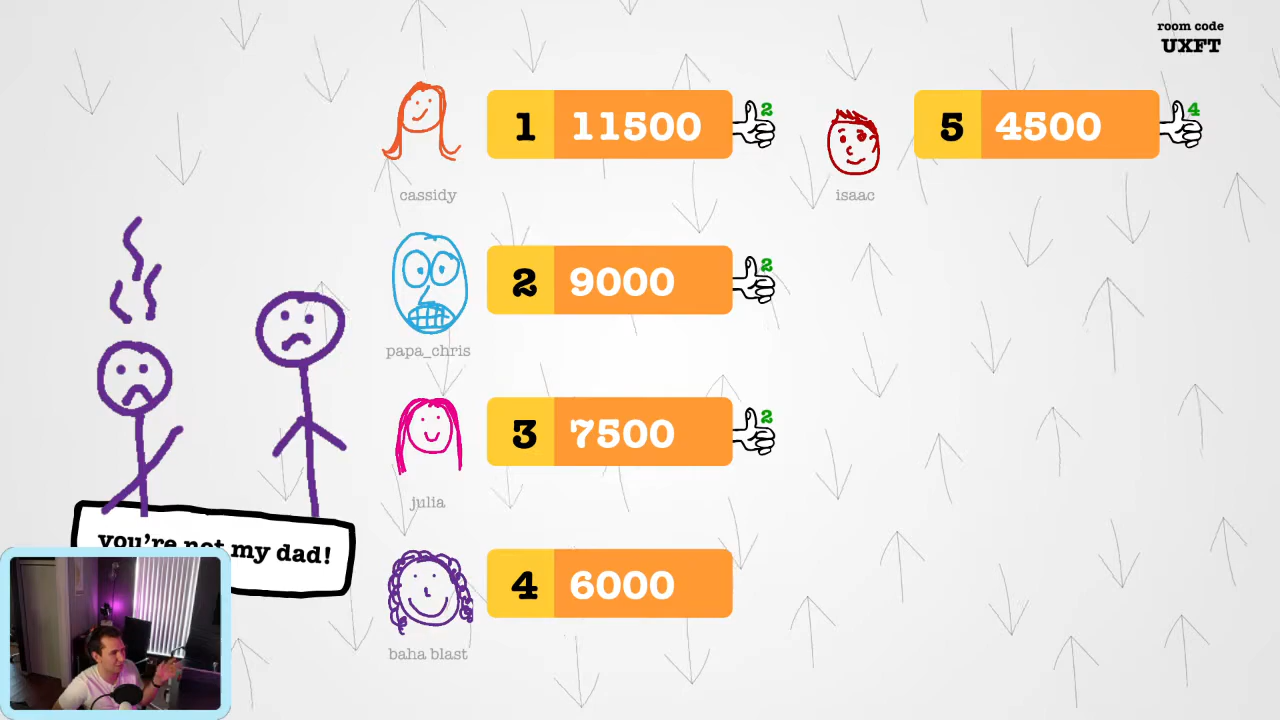 room code
UXFT
1 11500 2
cassidy
2 9000 2
papa_chris
3 7500 2
julia
4 6000
baha blast
5 4500 4
isaac
you're not my dad!